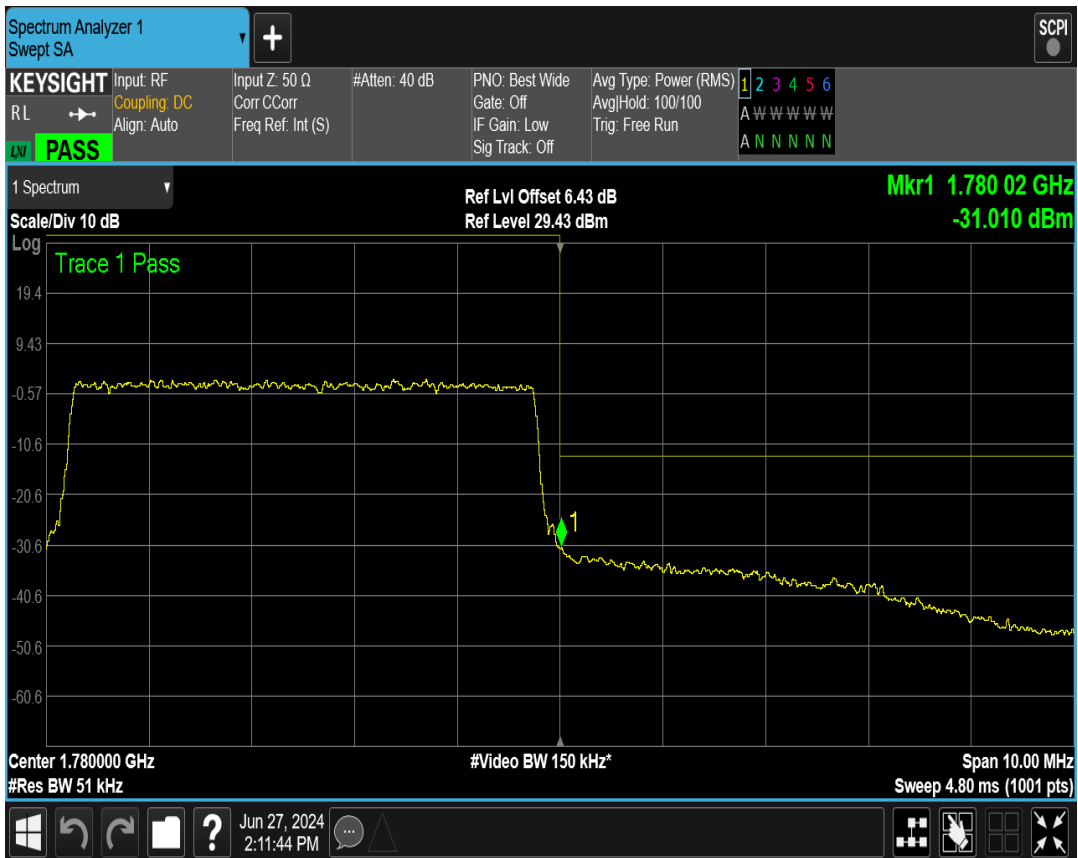 Spectrum Analyzer 1
Swept SA
+
SCPI
KEYSIGHT
RL
LXI PASS
Input: RF
Coupling: DC
Align: Auto
Input Z: 50 Ω
Corr CCorr
Freq Ref: Int (S)
#Atten: 40 dB
PNO: Best Wide
Gate: Off
IF Gain: Low
Sig Track: Off
Avg Type: Power (RMS)
Avg|Hold: 100/100
Trig: Free Run
1 2 3 4 5 6
A W W W W W
A N N N N N
1 Spectrum
Scale/Div 10 dB
Ref Lvl Offset 6.43 dB
Ref Level 29.43 dBm
Mkr1 1.780 02 GHz
-31.010 dBm
Log
Trace 1 Pass
19.4
9.43
-0.57
-10.6
-20.6
1
-30.6
-40.6
-50.6
-60.6
Center 1.780000 GHz
#Video BW 150 kHz*
Span 10.00 MHz
#Res BW 51 kHz
Sweep 4.80 ms (1001 pts)
?
Jun 27, 2024
2:11:44 PM